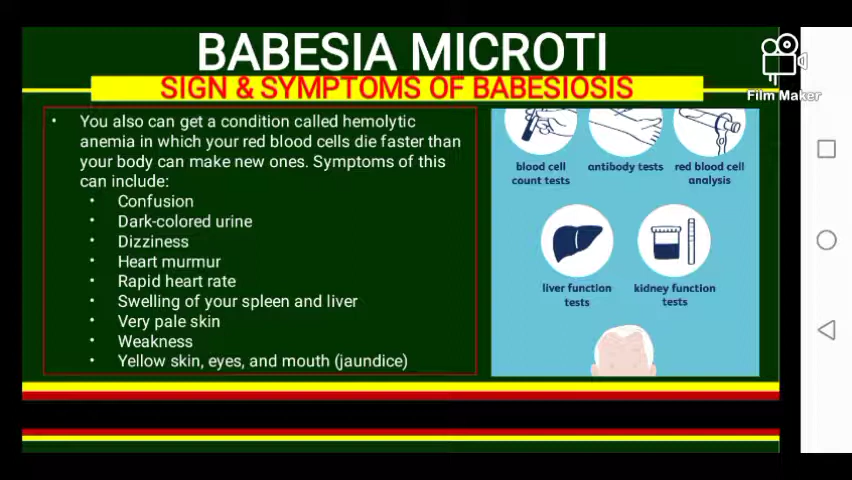 BABESIA MICROTI
SIGN & SYMPTOMS OF BABESIOSIS
Film Maker
• You also can get a condition called hemolytic
anemia in which your red blood cells die faster than
your body can make new ones. Symptoms of this
can include:
• Confusion
• Dark-colored urine
• Dizziness
• Heart murmur
• Rapid heart rate
• Swelling of your spleen and liver
• Very pale skin
• Weakness
• Yellow skin, eyes, and mouth (jaundice)
blood cell
count tests
antibody tests
red blood cell
analysis
liver function
tests
kidney function
tests